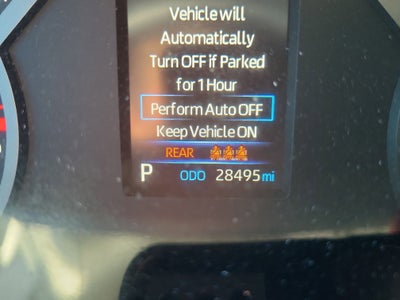 Vehicle will
Automatically
Turn OFF if Parked
for 1 Hour
Perform Auto OFF
Keep Vehicle ON
REAR
P ODO 28495 mi